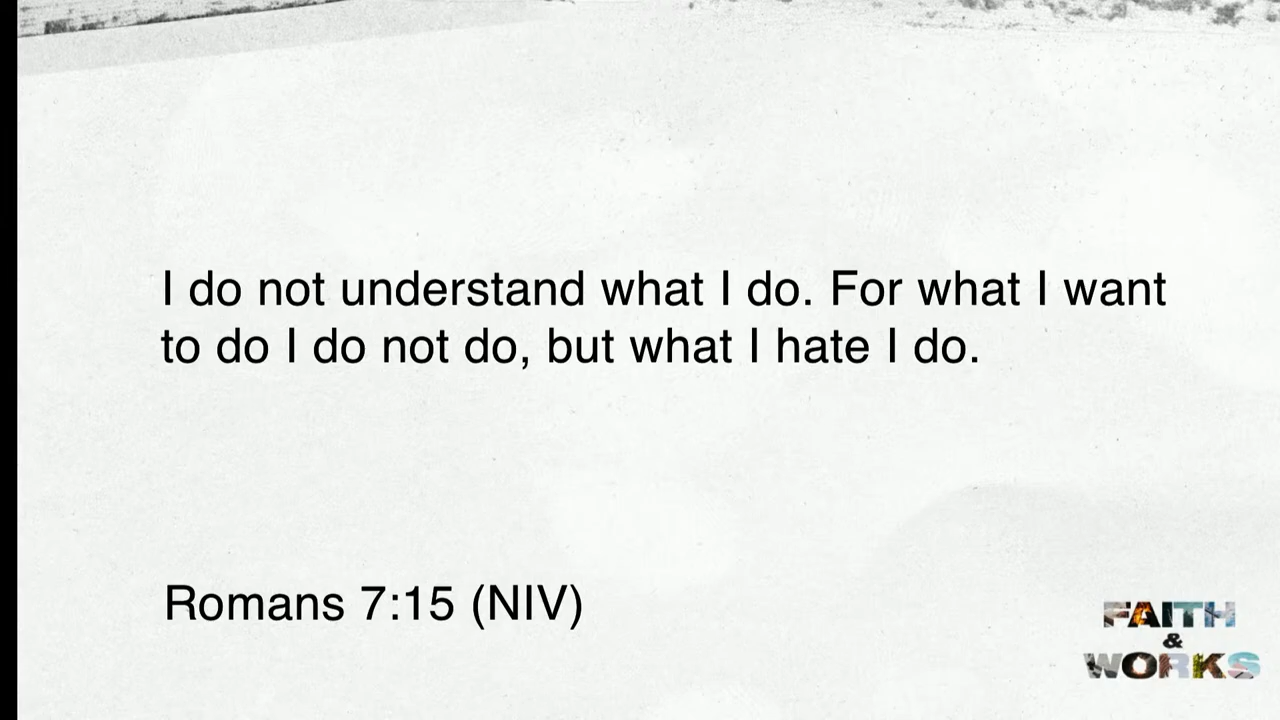 I do not understand what I do. For what I want
to do I do not do, but what I hate I do.
Romans 7:15 (NIV)
FAITH
&
WORKS